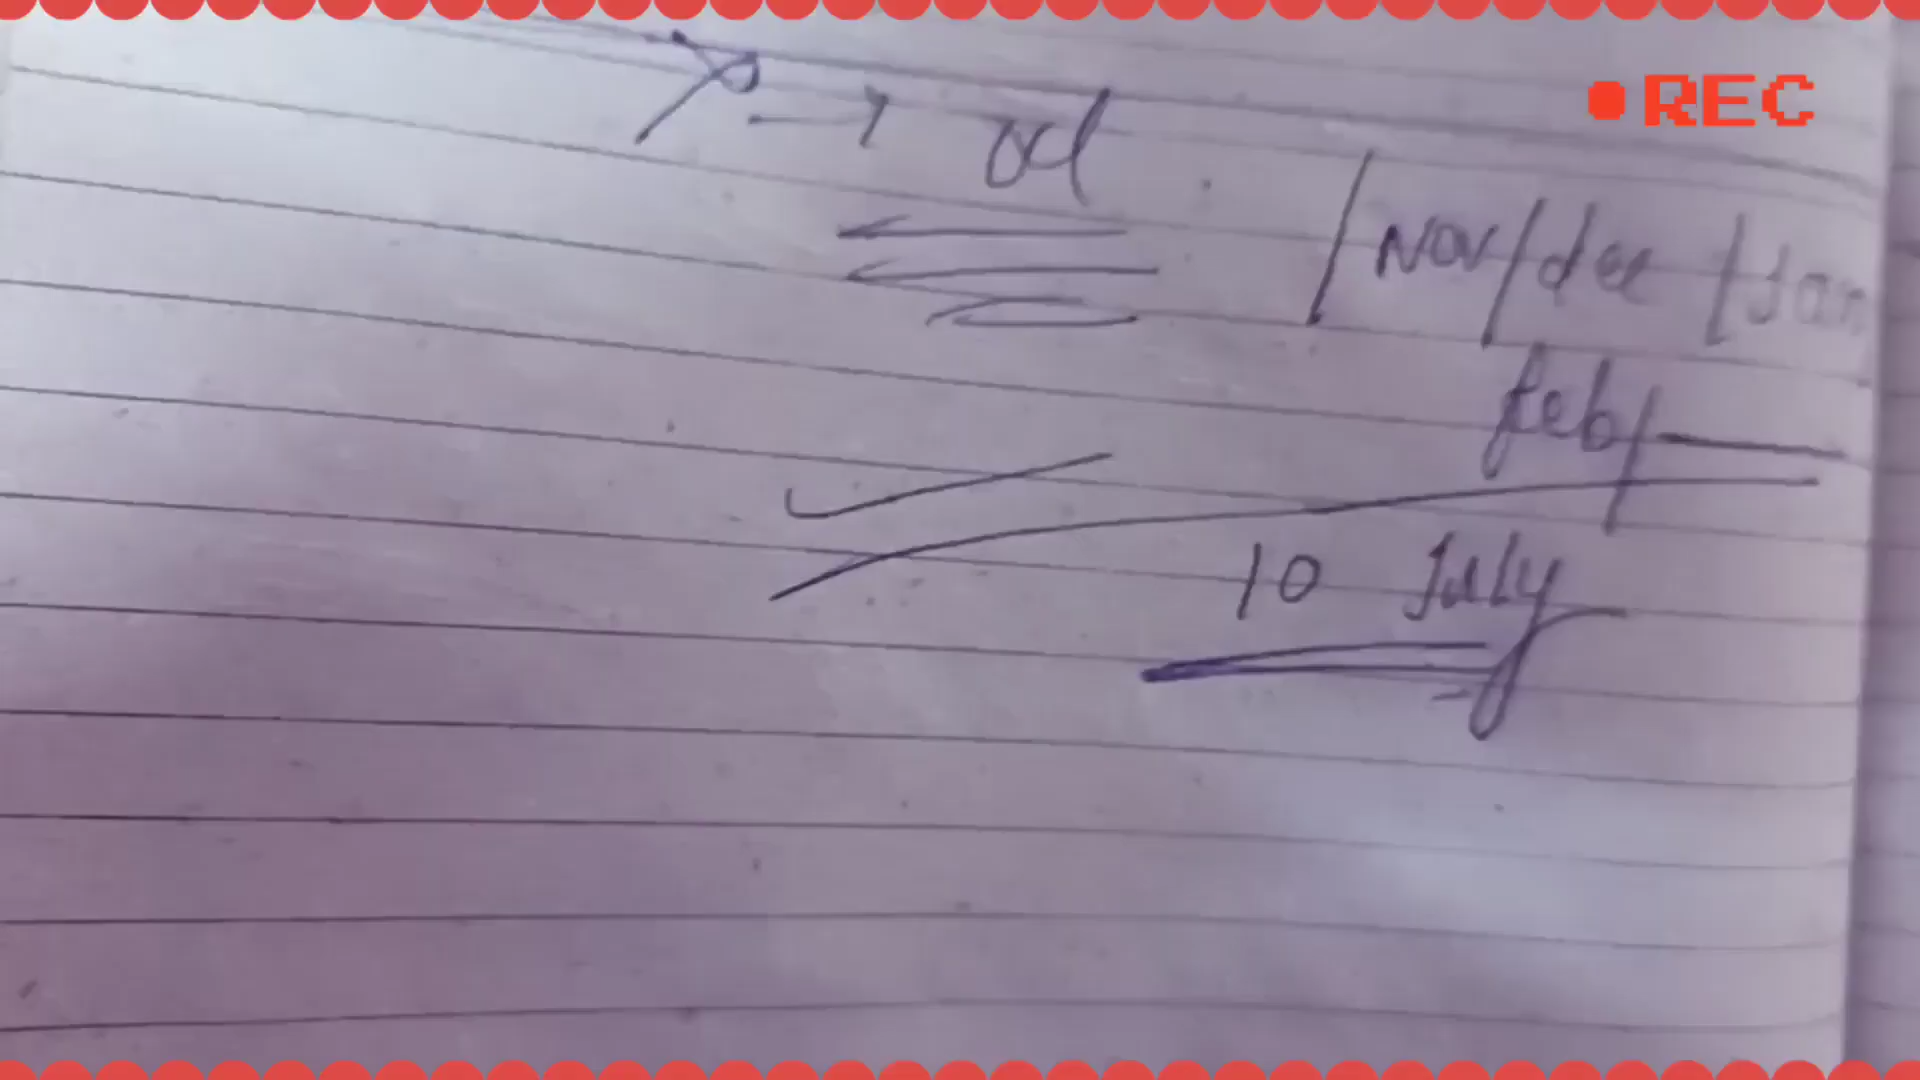 REC
→ Oct
/ Nov / dec / Jan
feb/ —
10 July